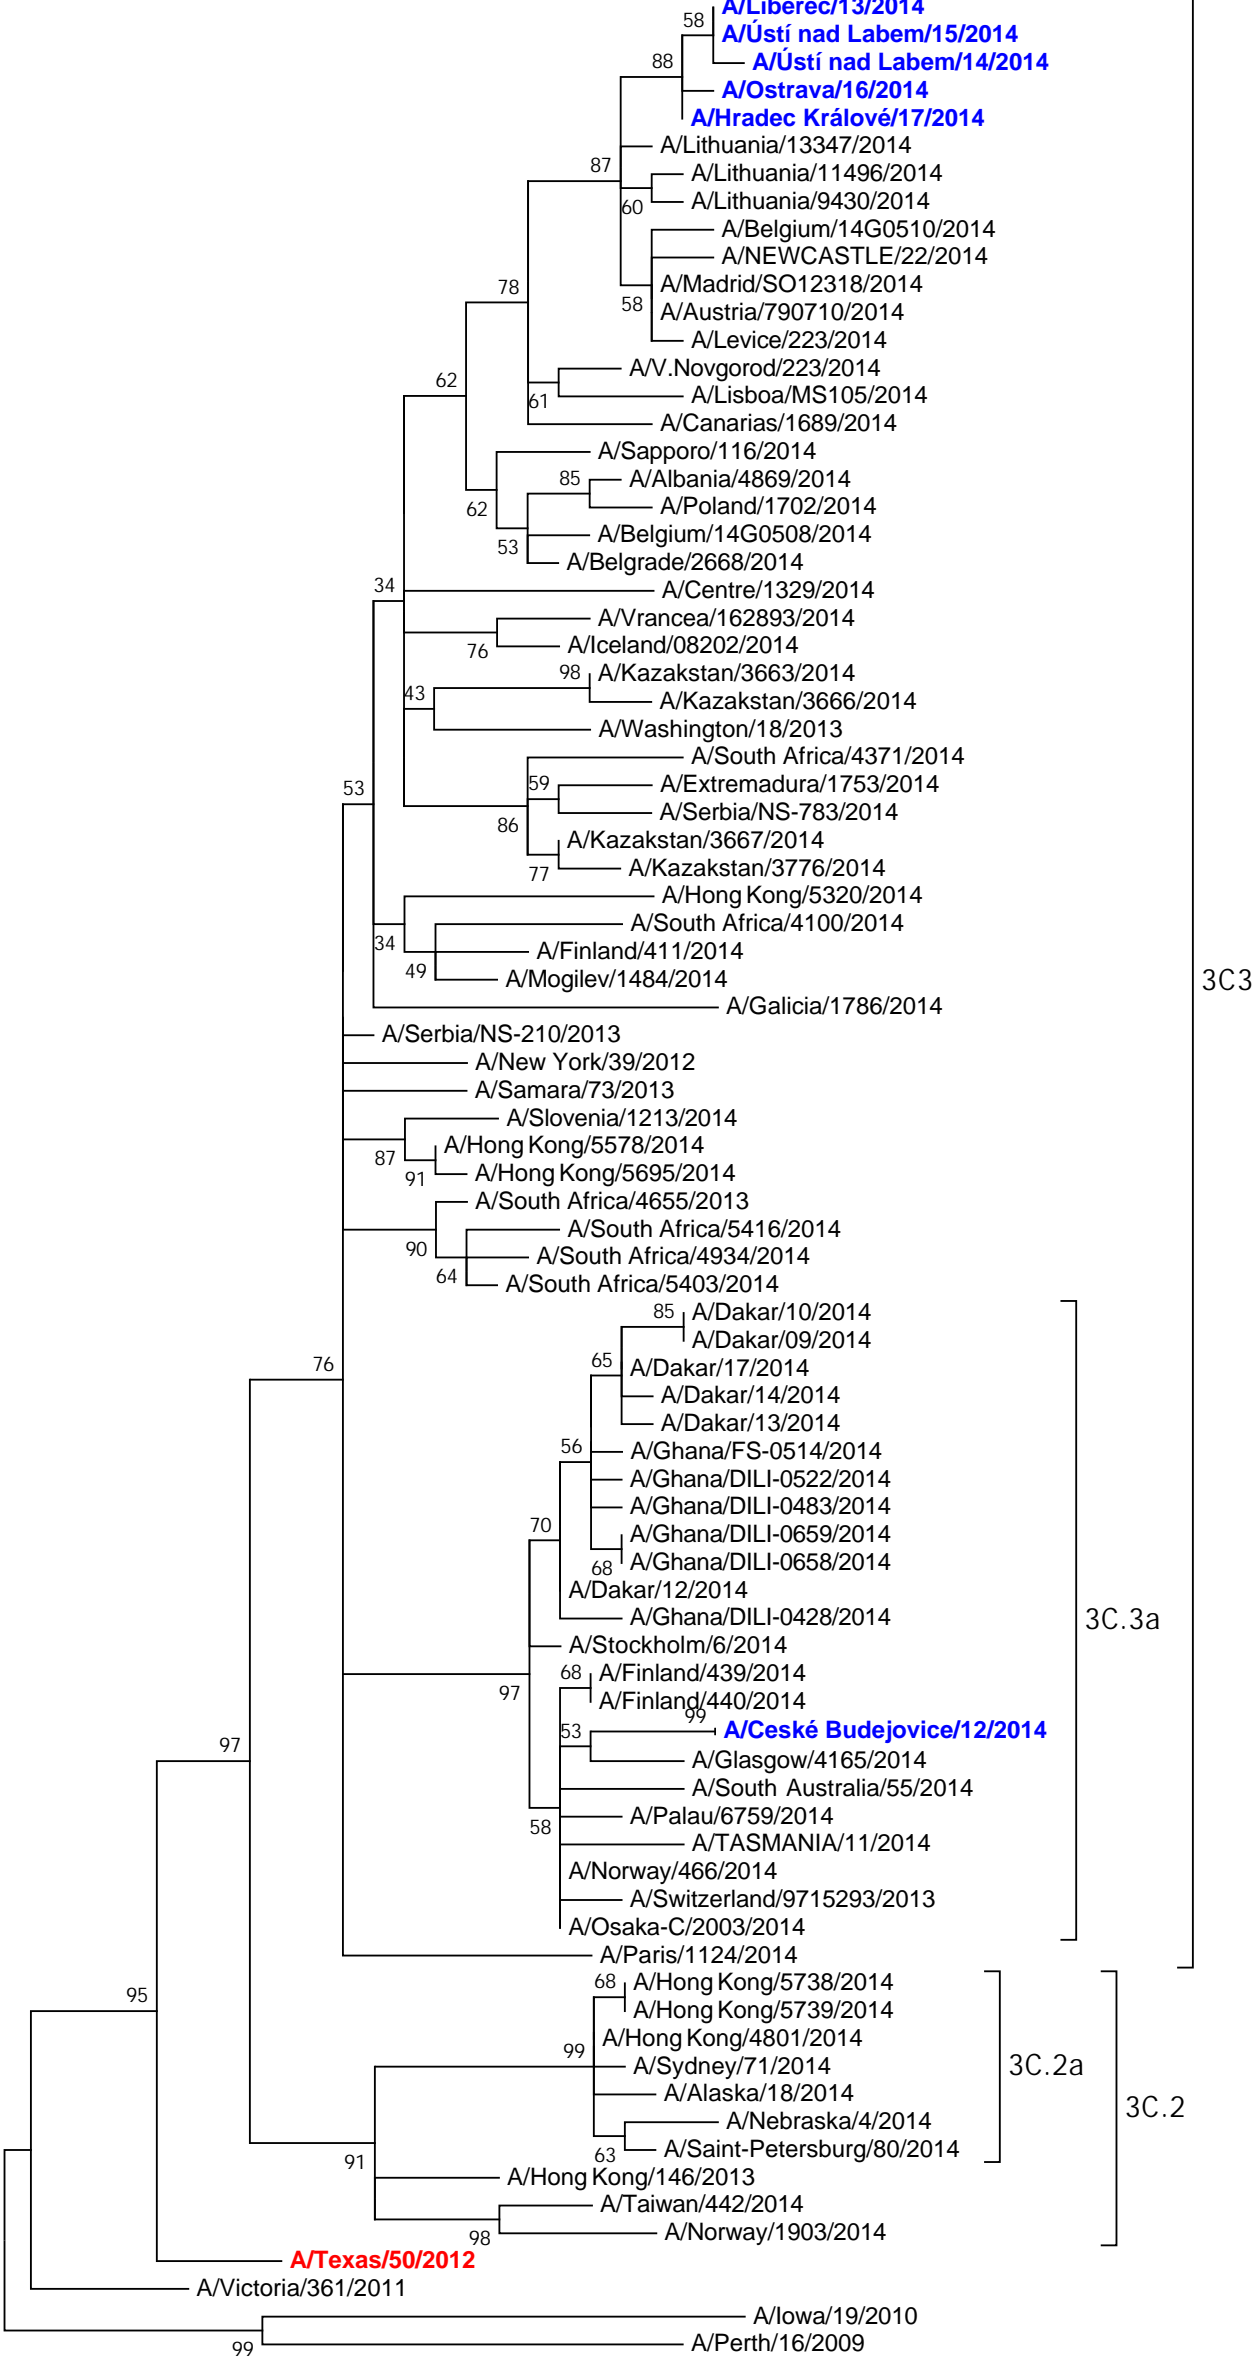 A/Liberec/13/2014
58
A/Ústí nad Labem/15/2014
A/Ústí nad Labem/14/2014
88
A/Ostrava/16/2014
A/Hradec Králové/17/2014
A/Lithuania/13347/2014
87
A/Lithuania/11496/2014
A/Lithuania/9430/2014
60
A/Belgium/14G0510/2014
A/NEWCASTLE/22/2014
A/Madrid/SO12318/2014
78
58
A/Austria/790710/2014
A/Levice/223/2014
A/V.Novgorod/223/2014
62
A/Lisboa/MS105/2014
61
A/Canarias/1689/2014
A/Sapporo/116/2014
85
A/Albania/4869/2014
A/Poland/1702/2014
62
A/Belgium/14G0508/2014
53
A/Belgrade/2668/2014
34
A/Centre/1329/2014
A/Vrancea/162893/2014
A/Iceland/08202/2014
76
98
A/Kazakstan/3663/2014
43
A/Kazakstan/3666/2014
A/Washington/18/2013
A/South Africa/4371/2014
53
59
A/Extremadura/1753/2014
A/Serbia/NS-783/2014
86
A/Kazakstan/3667/2014
77
A/Kazakstan/3776/2014
A/Hong Kong/5320/2014
A/South Africa/4100/2014
34
A/Finland/411/2014
49
A/Mogilev/1484/2014
3C3
A/Galicia/1786/2014
A/Serbia/NS-210/2013
A/New York/39/2012
A/Samara/73/2013
A/Slovenia/1213/2014
A/Hong Kong/5578/2014
87
91
A/Hong Kong/5695/2014
A/South Africa/4655/2013
A/South Africa/5416/2014
90
A/South Africa/4934/2014
64
A/South Africa/5403/2014
85
A/Dakar/10/2014
A/Dakar/09/2014
76
65
A/Dakar/17/2014
A/Dakar/14/2014
A/Dakar/13/2014
56
A/Ghana/FS-0514/2014
A/Ghana/DILI-0522/2014
A/Ghana/DILI-0483/2014
70
A/Ghana/DILI-0659/2014
68
A/Ghana/DILI-0658/2014
A/Dakar/12/2014
A/Ghana/DILI-0428/2014
3C.3a
A/Stockholm/6/2014
68
A/Finland/439/2014
97
A/Finland/440/2014
99
53
A/Ceské Budejovice/12/2014
97
A/Glasgow/4165/2014
A/South Australia/55/2014
A/Palau/6759/2014
58
A/TASMANIA/11/2014
A/Norway/466/2014
A/Switzerland/9715293/2013
A/Osaka-C/2003/2014
A/Paris/1124/2014
68
A/Hong Kong/5738/2014
95
A/Hong Kong/5739/2014
A/Hong Kong/4801/2014
99
A/Sydney/71/2014
3C.2a
A/Alaska/18/2014
3C.2
A/Nebraska/4/2014
63
A/Saint-Petersburg/80/2014
91
A/Hong Kong/146/2013
A/Taiwan/442/2014
98
A/Norway/1903/2014
A/Texas/50/2012
A/Victoria/361/2011
A/Iowa/19/2010
99
A/Perth/16/2009